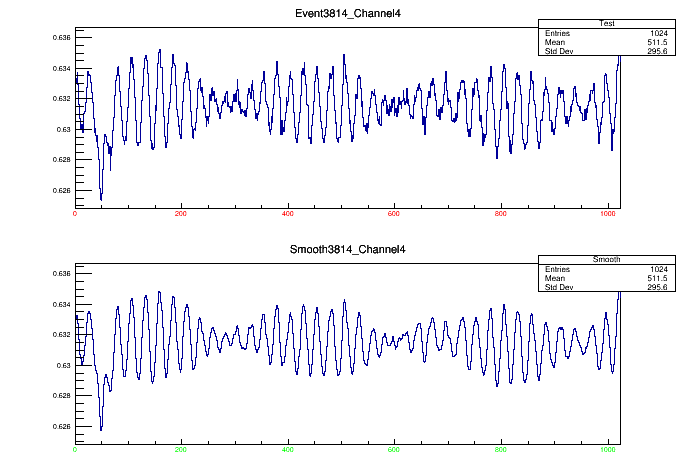 Event3814_Channel4
Test
Entries 1024
Mean 511.5
Std Dev 295.6
0.636
0.634
0.632
0.63
0.628
0.626
0 200 400 600 800 1000
Smooth3814_Channel4
Smooth
Entries 1024
Mean 511.5
Std Dev 295.6
0.636
0.634
0.632
0.63
0.628
0.626
0 200 400 600 800 1000